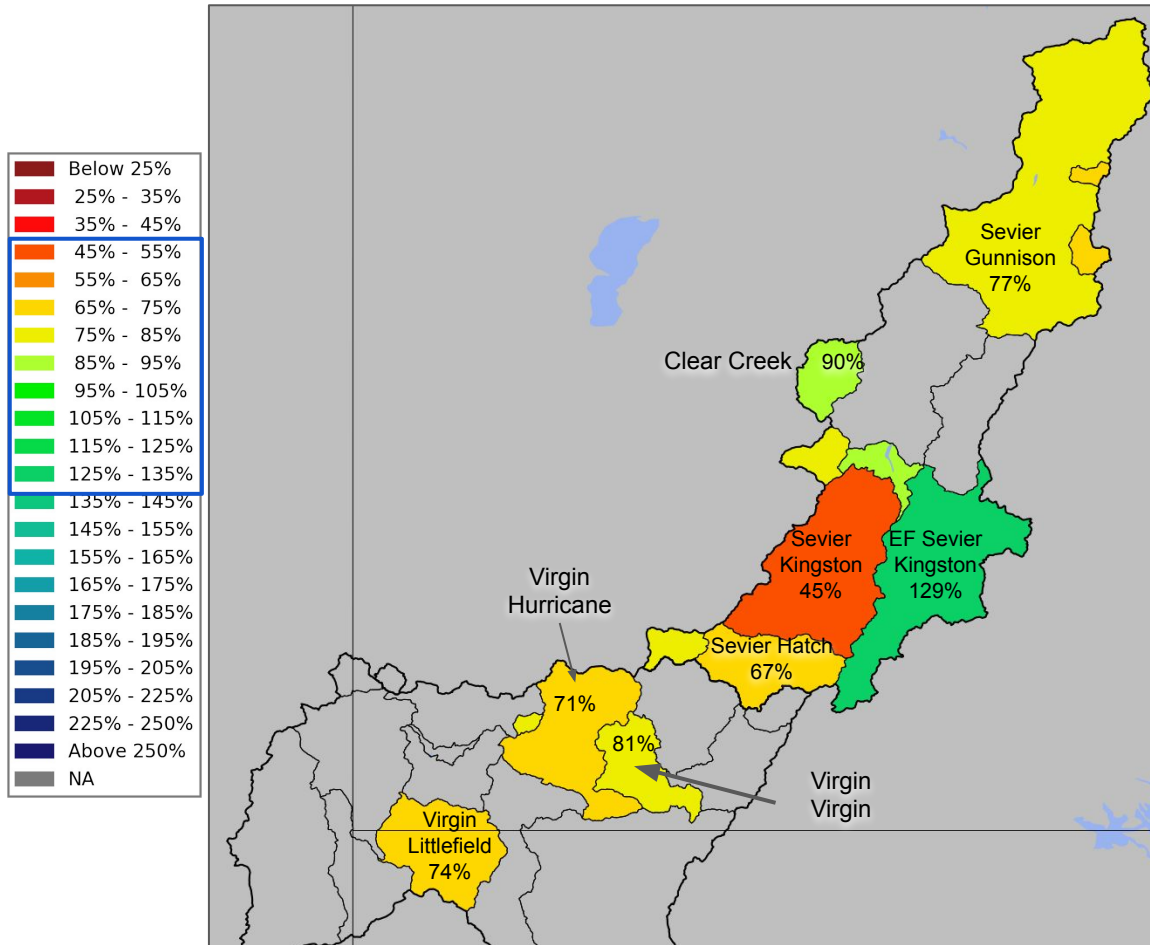 Below 25%
25% - 35%
35% - 45%
45% - 55%
55% - 65%
65% - 75%
75% - 85%
85% - 95%
95% - 105%
105% - 115%
115% - 125%
125% - 135%
135% - 145%
145% - 155%
155% - 165%
165% - 175%
175% - 185%
185% - 195%
195% - 205%
205% - 225%
225% - 250%
Above 250%
NA
Sevier
Gunnison
77%
Clear Creek
90%
Sevier
Kingston
45%
EF Sevier
Kingston
129%
Virgin
Hurricane
Sevier Hatch
67%
71%
81%
Virgin
Virgin
Virgin
Littlefield
74%